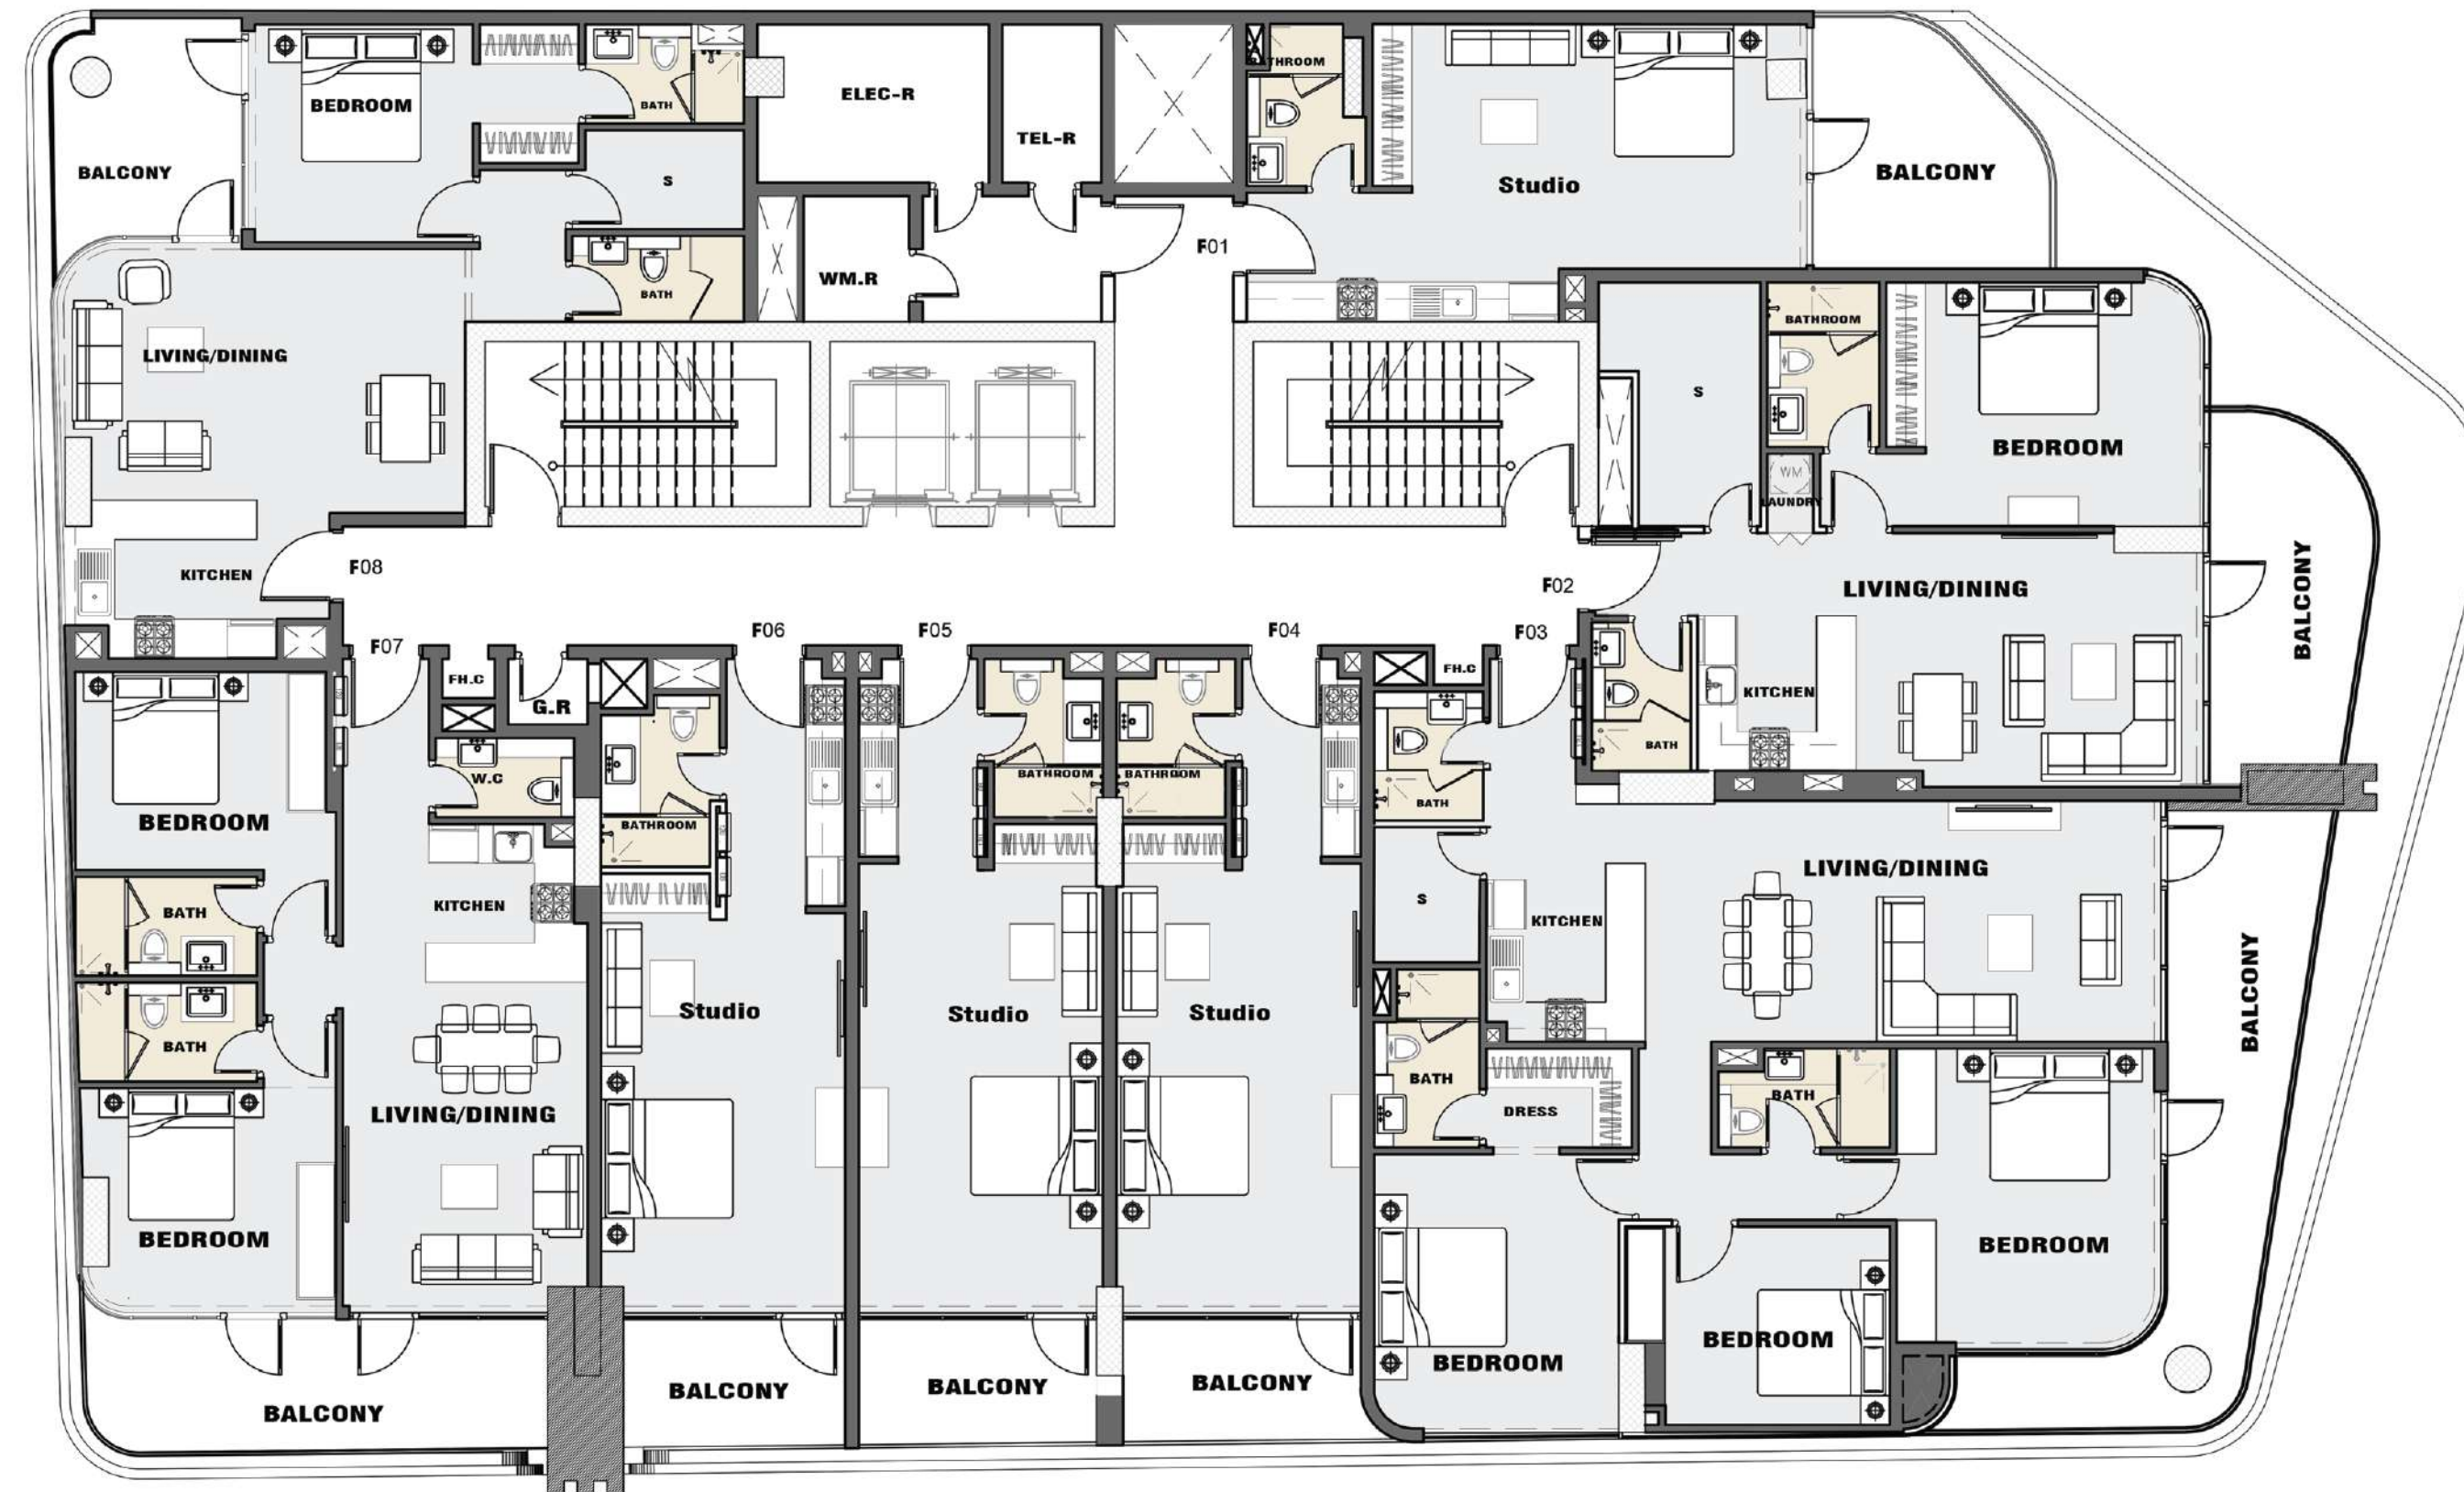 BALCONY
BEDROOM
BATH
S
BATH
LIVING/DINING
KITCHEN
F08
ELEC-R
TEL-R
WM.R
F01
BATHROOM
Studio
BALCONY
S
BATHROOM
WM
LAUNDRY
BEDROOM
F02
LIVING/DINING
KITCHEN
BATH
BALCONY
F07
FH.C
G.R
W.C
KITCHEN
LIVING/DINING
BEDROOM
BATH
BATH
BEDROOM
BALCONY
F06
BATHROOM
Studio
BALCONY
F05
BATHROOM
Studio
BALCONY
F04
BATHROOM
Studio
BALCONY
F03
FH.C
BATH
S
KITCHEN
LIVING/DINING
BALCONY
BATH
DRESS
BATH
BEDROOM
BEDROOM
BEDROOM